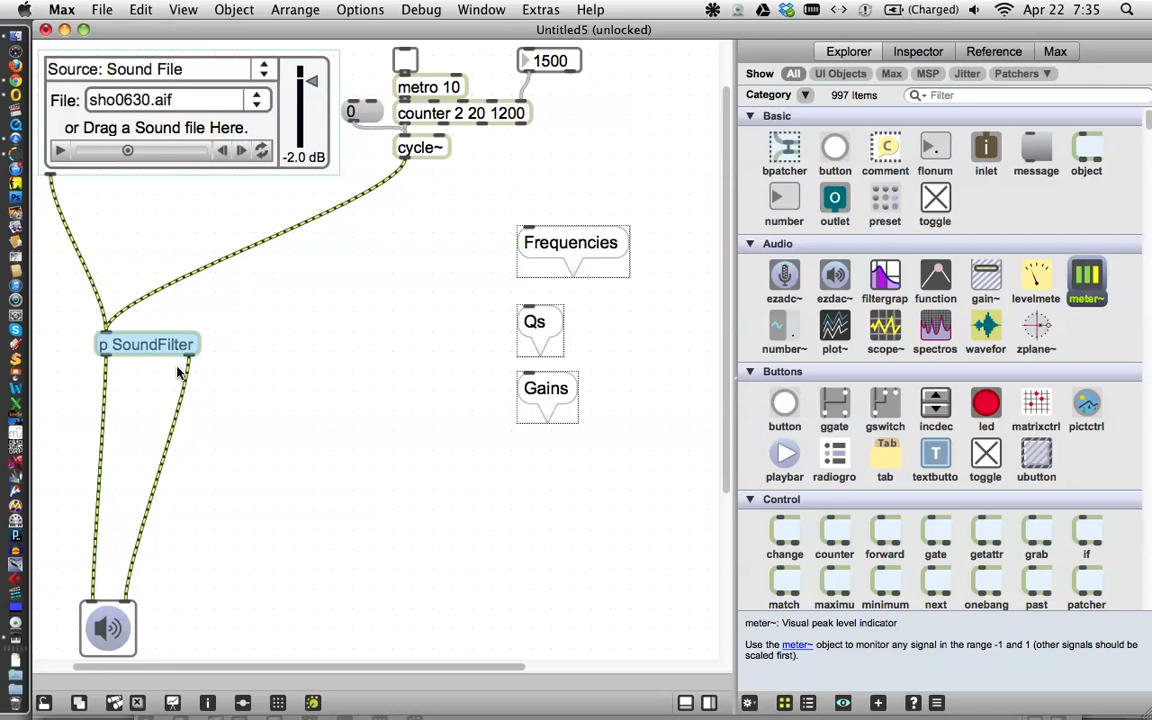 Max File Edit View Object Arrange Options Debug Window Extras Help (Charged) Apr 22 7:35
Untitled5 (unlocked)
Source: Sound File
File: sho0630.aif
or Drag a Sound file Here.
-2.0 dB
1500
metro 10
0
counter 2 20 1200
cycle~
Frequencies
Qs
p SoundFilter
Gains
Explorer Inspector Reference Max
Show All UI Objects Max MSP Jitter Patchers ▼
Category 997 Items Filter
Basic
bpatcher button comment flonum inlet message object
number outlet preset toggle
Audio
ezadc~ ezdac~ filtergrap function gain~ levelmete meter~
number~ plot~ scope~ spectros wavefor zplane~
Buttons
button ggate gswitch incdec led matrixctrl pictctrl
Tab
playbar radiogro tab textbutto toggle ubutton
Control
change counter forward gate getattr grab if
match maximu minimum next onebang past patcher
meter~: Visual peak level indicator
Use the meter~ object to monitor any signal in the range -1 and 1 (other signals should be
scaled first).